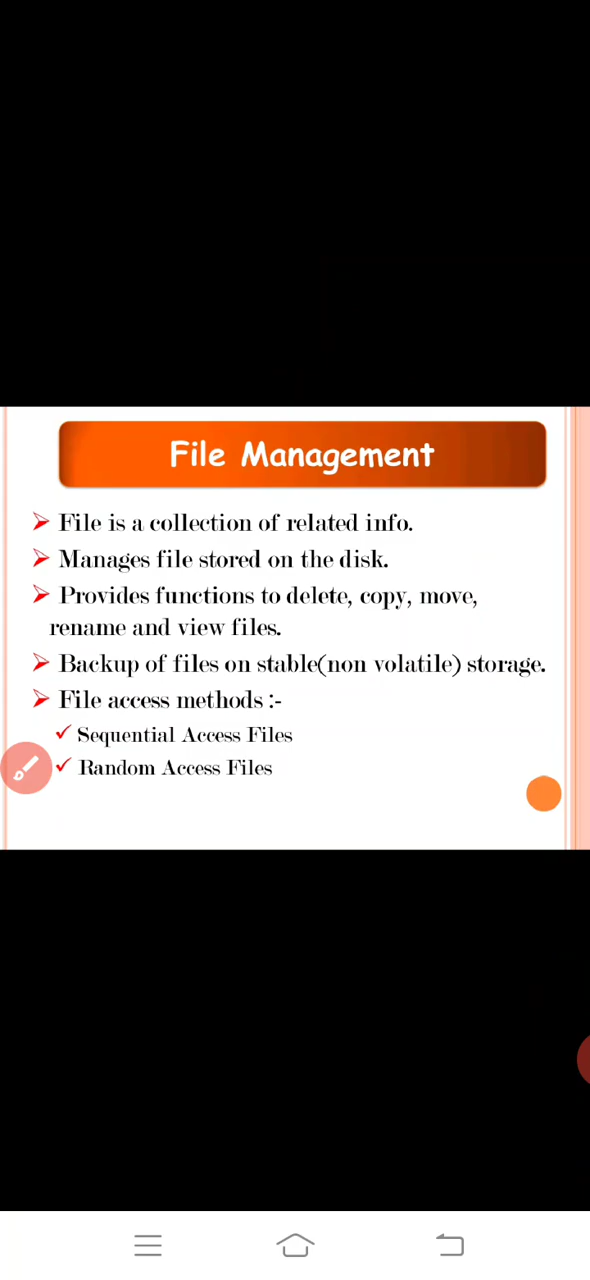 File Management
File is a collection of related info.
Manages file stored on the disk.
Provides functions to delete, copy, move,
rename and view files.
Backup of files on stable(non volatile) storage.
File access methods :-
Sequential Access Files
Random Access Files